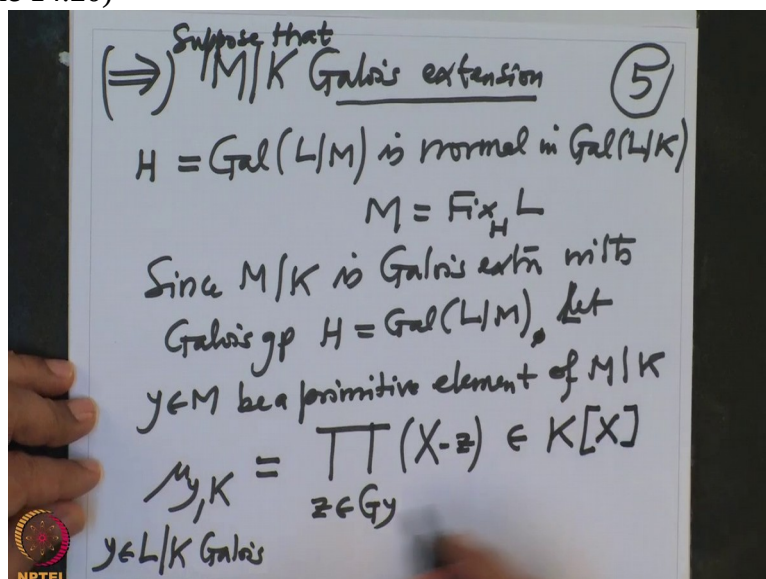 Suppose that
(⇒) M|K Galois extension (5)
H = Gal(L|M) is normal in Gal(L|K)
M = Fix_H L
Since M|K is Galois extn with
Galois gp H = Gal(L|M). Let
y∈M be a primitive element of M|K
μ_{y,K} = ∏_{z∈Gy} (X-z) ∈ K[X]
y∈L|K Galois
NPTEL